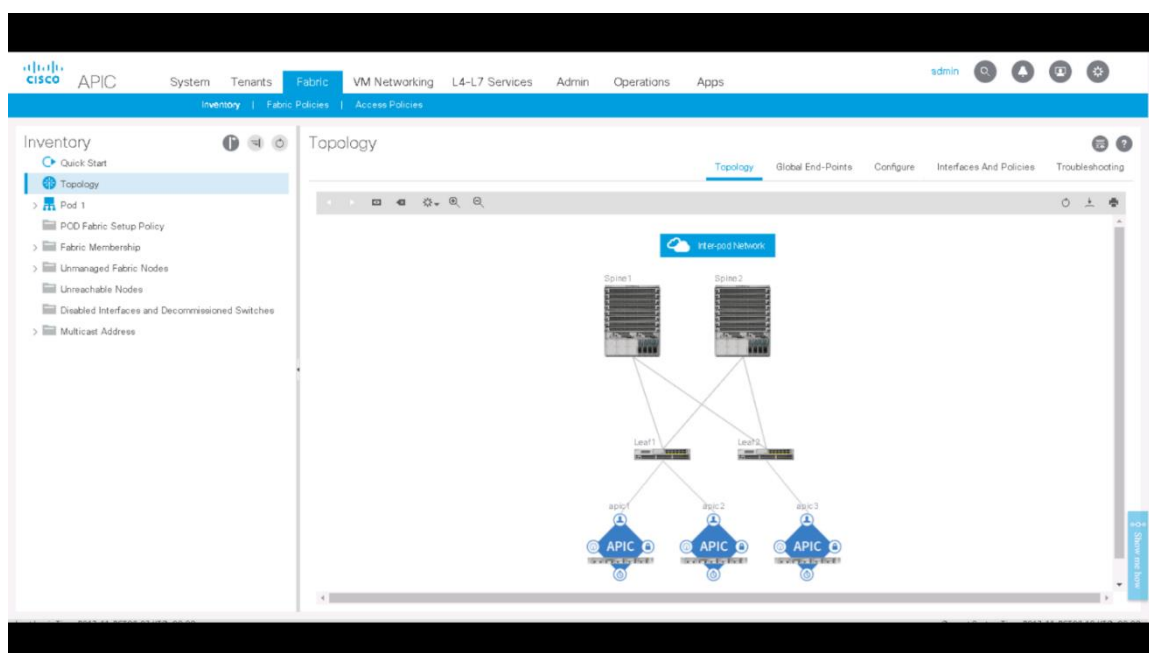 CISCO APIC
System Tenants Fabric VM Networking L4-L7 Services Admin Operations Apps
admin
Inventory | Fabric Policies | Access Policies
Inventory
Quick Start
Topology
Pod 1
POD Fabric Setup Policy
Fabric Membership
Unmanaged Fabric Nodes
Unreachable Nodes
Disabled Interfaces and Decommissioned Switches
Multicast Address
Topology
Topology Global End-Points Configure Interfaces And Policies Troubleshooting
Inter-pod Network
Spine1 Spine2
Leaf1 Leaf2
apic1 apic2 apic3
APIC APIC APIC
Show me how